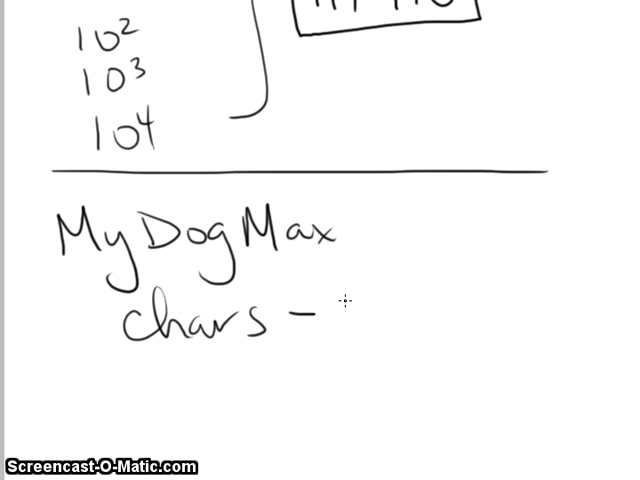 10²
10³
10⁴
MyDogMax
chars –
Screencast-O-Matic.com